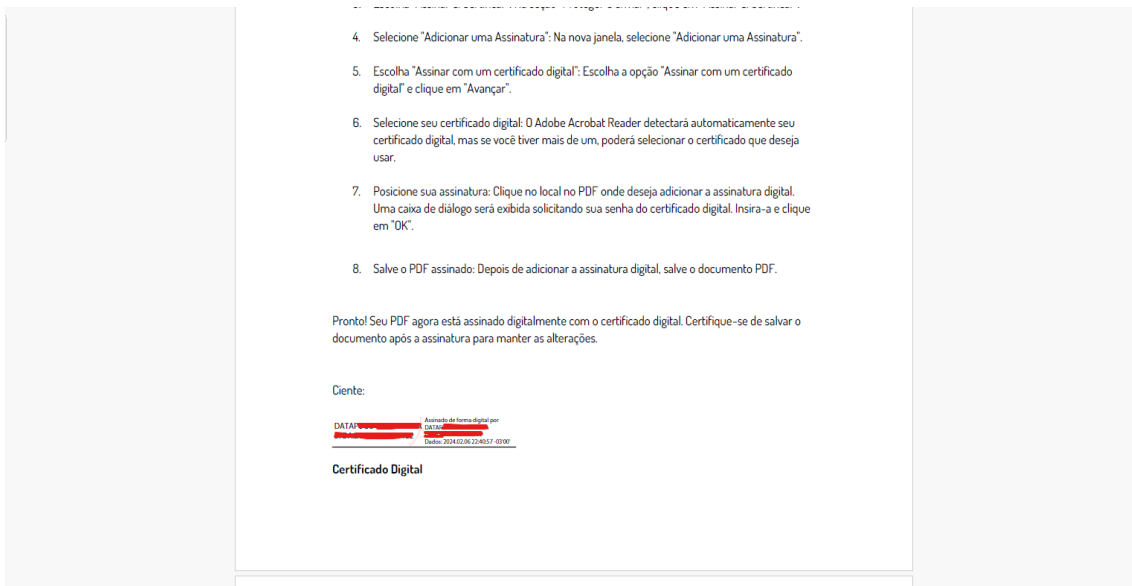 4. Selecione "Adicionar uma Assinatura": Na nova janela, selecione "Adicionar uma Assinatura".
5. Escolha "Assinar com um certificado digital": Escolha a opção "Assinar com um certificado
digital" e clique em "Avançar".
6. Selecione seu certificado digital: O Adobe Acrobat Reader detectará automaticamente seu
certificado digital, mas se você tiver mais de um, poderá selecionar o certificado que deseja
usar.
7. Posicione sua assinatura: Clique no local no PDF onde deseja adicionar a assinatura digital.
Uma caixa de diálogo será exibida solicitando sua senha do certificado digital. Insira-a e clique
em "OK".
8. Salve o PDF assinado: Depois de adicionar a assinatura digital, salve o documento PDF.
Pronto! Seu PDF agora está assinado digitalmente com o certificado digital. Certifique-se de salvar o
documento após a assinatura para manter as alterações.
Ciente:
Assinado de forma digital por
Dados: 2024.02.06 22:40:57 -03'00'
Certificado Digital